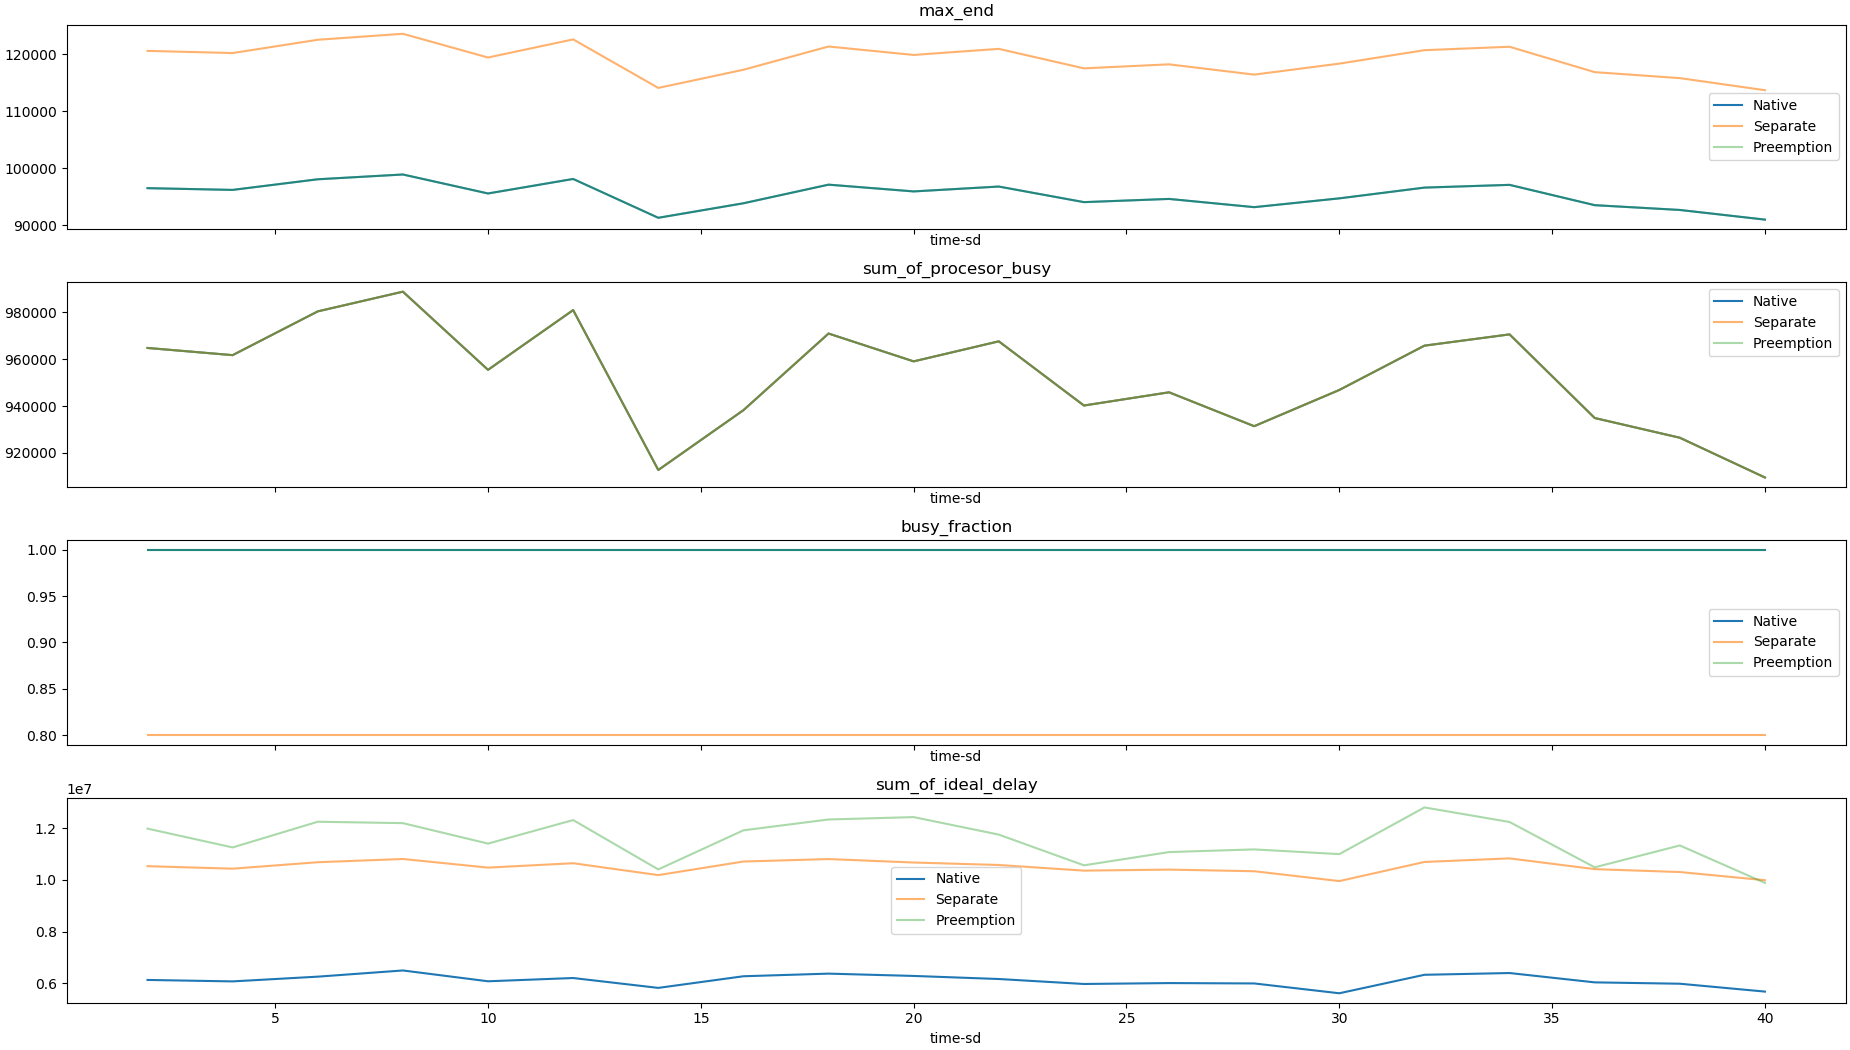 max_end
120000
110000
100000
90000
Native
Separate
Preemption
time-sd
sum_of_procesor_busy
980000
960000
940000
920000
Native
Separate
Preemption
time-sd
busy_fraction
1.00
0.95
0.90
0.85
0.80
Native
Separate
Preemption
time-sd
sum_of_ideal_delay
1e7
1.2
1.0
0.8
0.6
Native
Separate
Preemption
5 10 15 20 25 30 35 40
time-sd